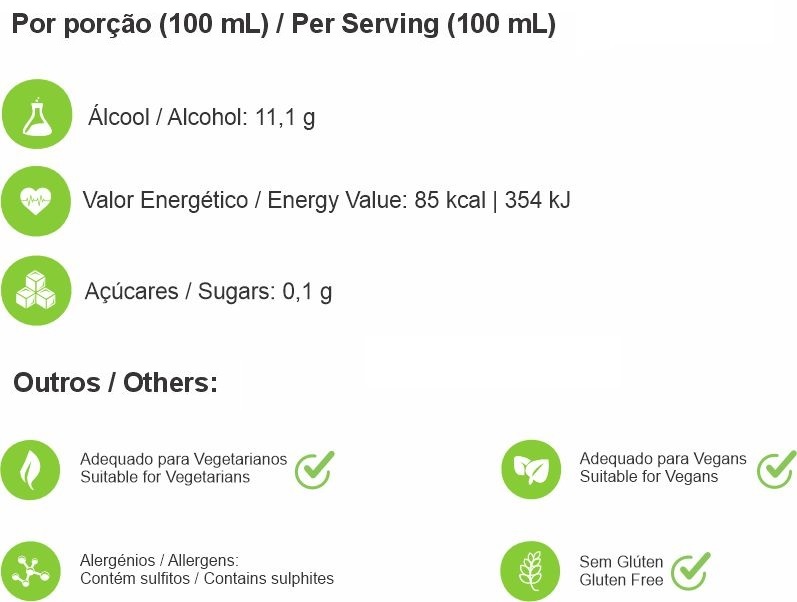 Por porção (100 mL) / Per Serving (100 mL)
Álcool / Alcohol: 11,1 g
Valor Energético / Energy Value: 85 kcal | 354 kJ
Açúcares / Sugars: 0,1 g
Outros / Others:
Adequado para Vegetarianos
Suitable for Vegetarians
Adequado para Vegans
Suitable for Vegans
Alergénios / Allergens:
Contém sulfitos / Contains sulphites
Sem Glúten
Gluten Free